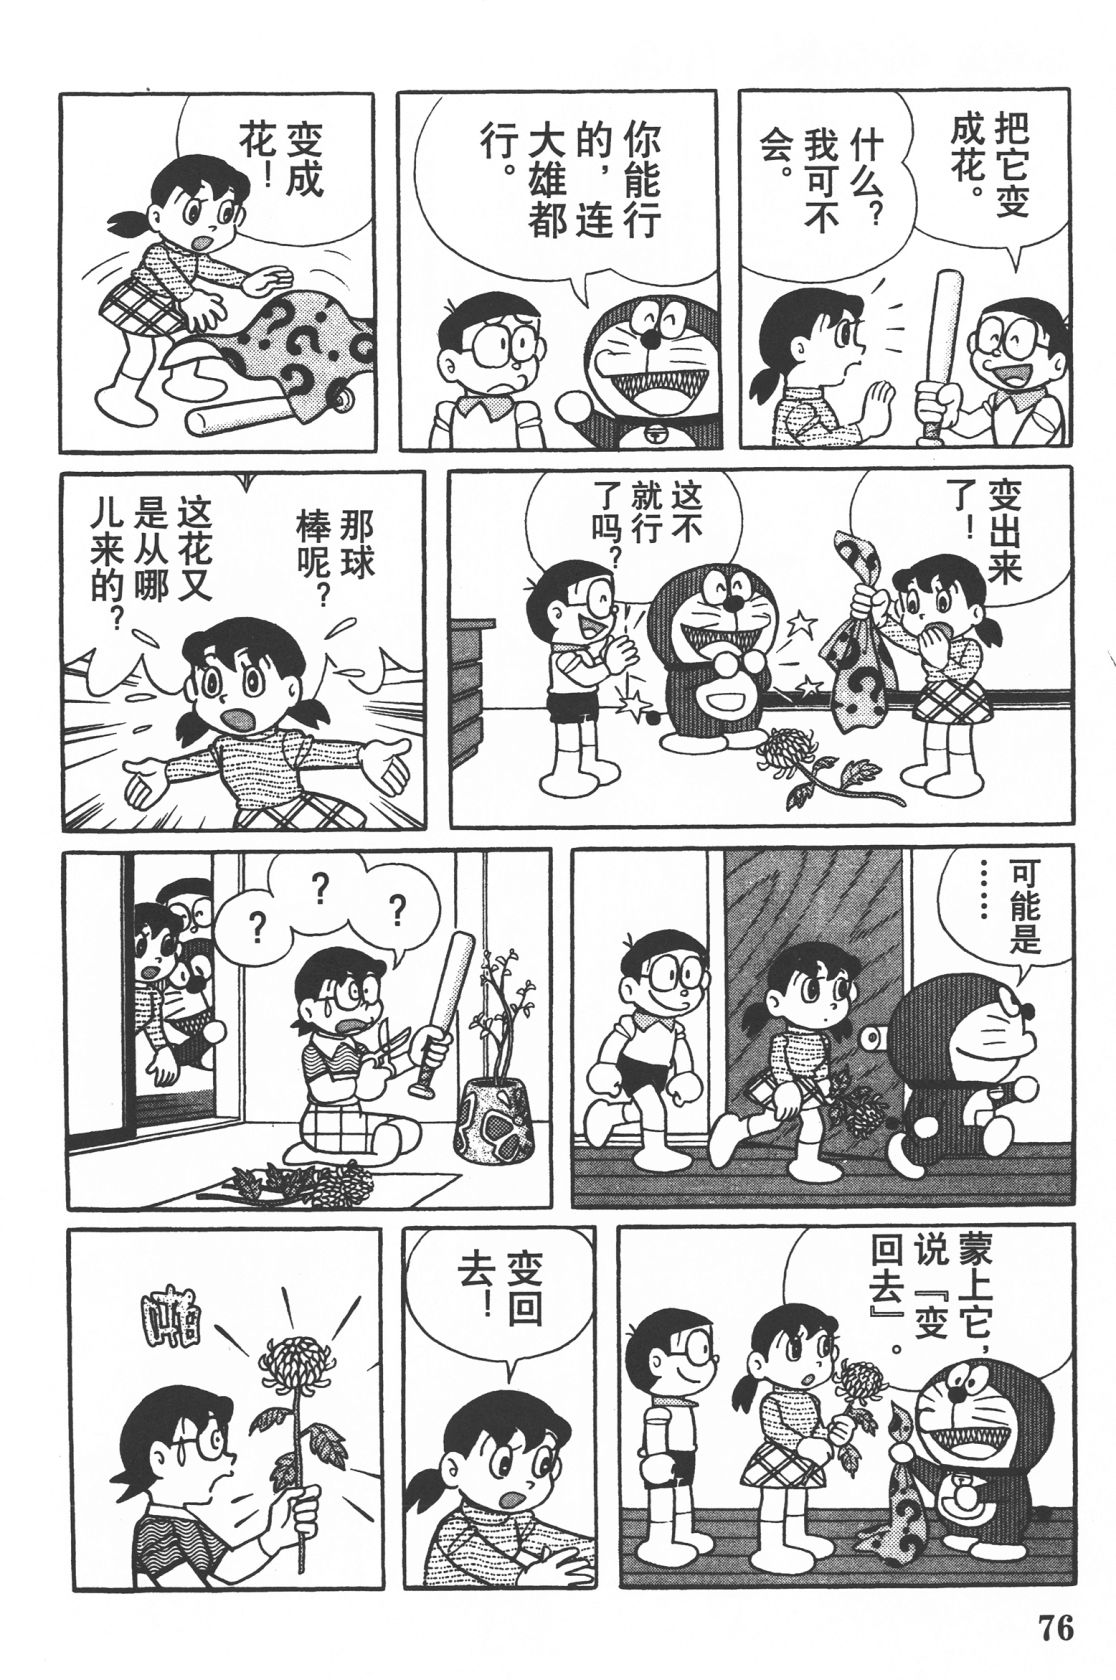 把它变
成花。
什么？
我可不
会。
你能行
的，连
大雄都
行。
变成
花！
变出来
了！
这不
就行
了吗？
那球
棒呢？
这花又
是从哪
儿来的？
可能是
……
？
？
？
蒙上它，
说『变
回去』。
变回
去！
76